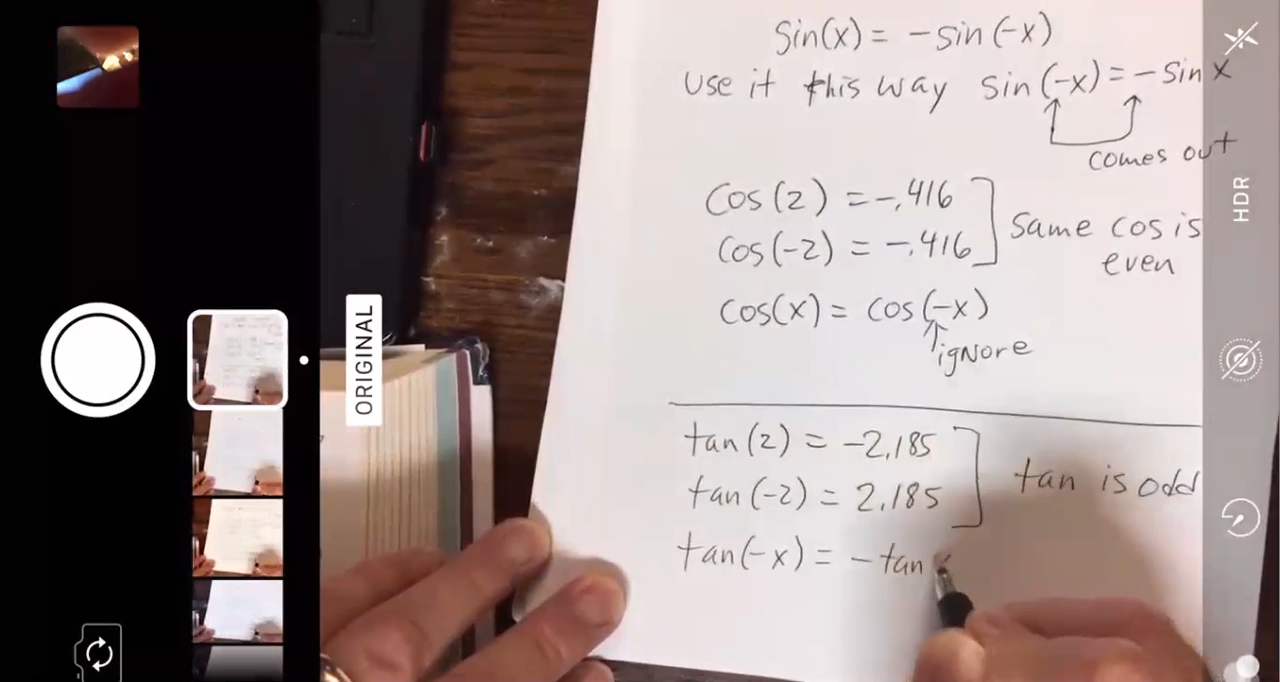 sin(x) = -sin(-x)
use it this way sin(-x) = -sin x
comes out
cos(2) = -.416
cos(-2) = -.416
same cos is
even
cos(x) = cos(-x)
ignore
tan(2) = -2.185
tan(-2) = 2.185
tan is odd
tan(-x) = -tan
ORIGINAL
HDR